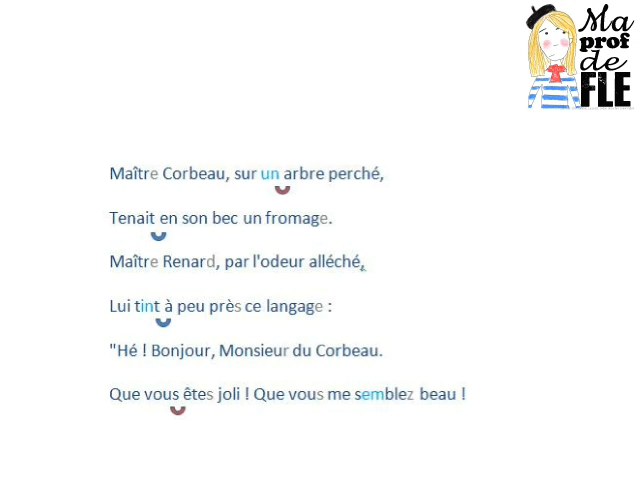 Ma
prof
de
FLE
Maître Corbeau, sur un arbre perché,
Tenait en son bec un fromage.
Maître Renard, par l'odeur alléché,
Lui tint à peu près ce langage :
"Hé ! Bonjour, Monsieur du Corbeau.
Que vous êtes joli ! Que vous me semblez beau !